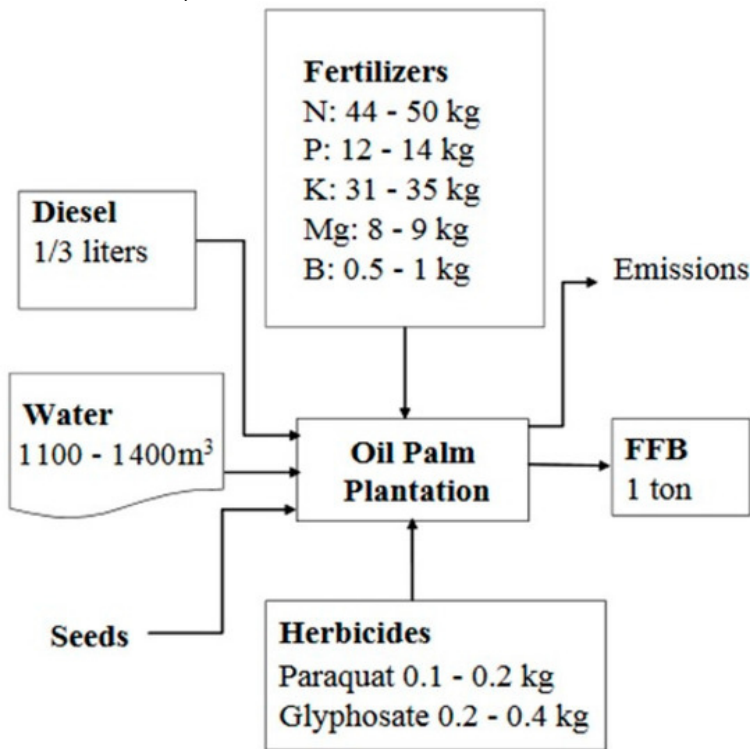 Fertilizers
N: 44 - 50 kg
P: 12 - 14 kg
K: 31 - 35 kg
Mg: 8 - 9 kg
B: 0.5 - 1 kg
Diesel
1/3 liters
Emissions
Water
1100 - 1400m³
Oil Palm
Plantation
FFB
1 ton
Seeds
Herbicides
Paraquat 0.1 - 0.2 kg
Glyphosate 0.2 - 0.4 kg